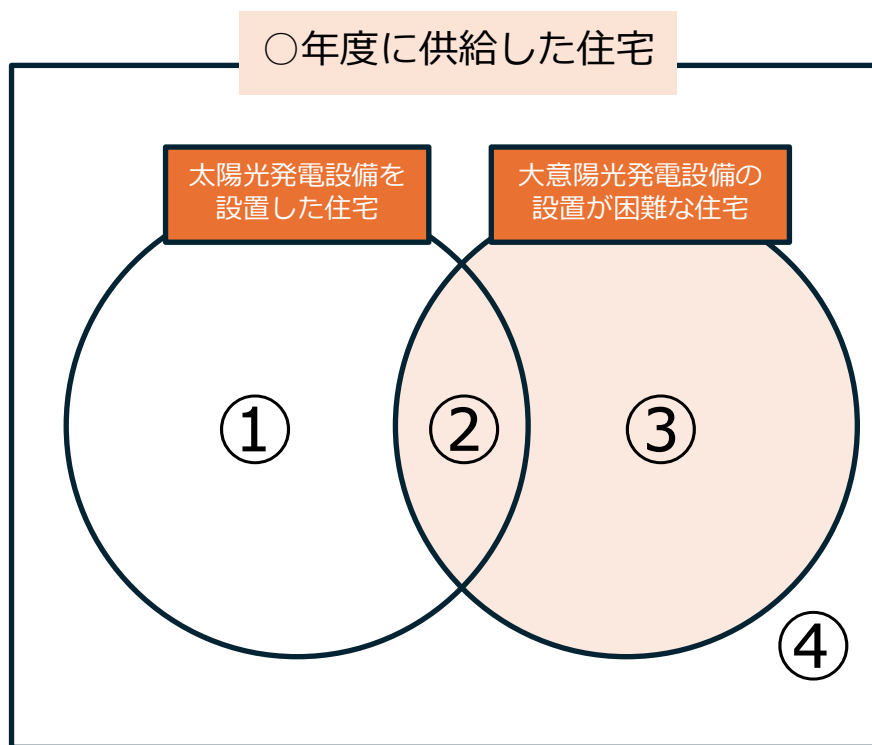 ○年度に供給した住宅
太陽光発電設備を
設置した住宅
大意陽光発電設備の
設置が困難な住宅
①
②
③
④